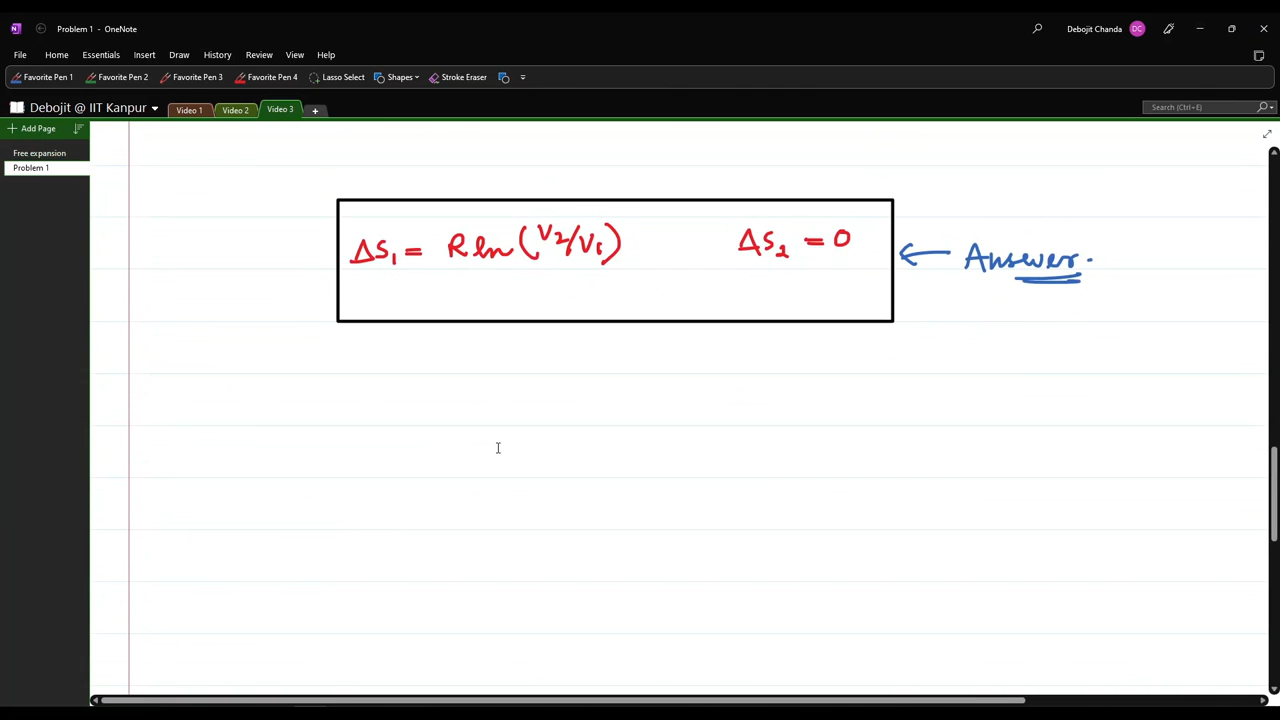 Problem 1 - OneNote
Debojit Chanda DC
File Home Essentials Insert Draw History Review View Help
Favorite Pen 1 Favorite Pen 2 Favorite Pen 3 Favorite Pen 4 Lasso Select Shapes Stroke Eraser
Debojit @ IIT Kanpur Video 1 Video 2 Video 3 + Search (Ctrl+E)
+ Add Page
Free expansion
Problem 1
ΔS₁ = R ln (V₂/V₁) ΔS₂ = 0 ← Answer.